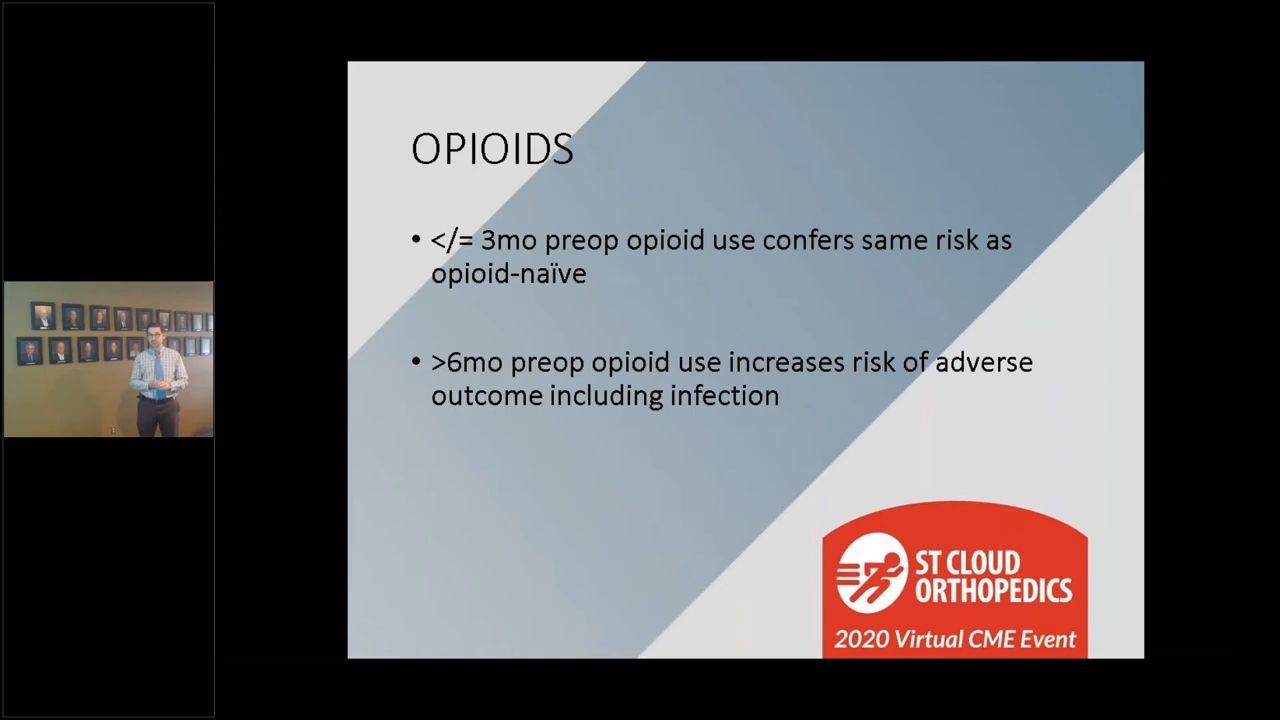 OPIOIDS
• </= 3mo preop opioid use confers same risk as
opioid-naïve
• >6mo preop opioid use increases risk of adverse
outcome including infection
ST CLOUD
ORTHOPEDICS
2020 Virtual CME Event